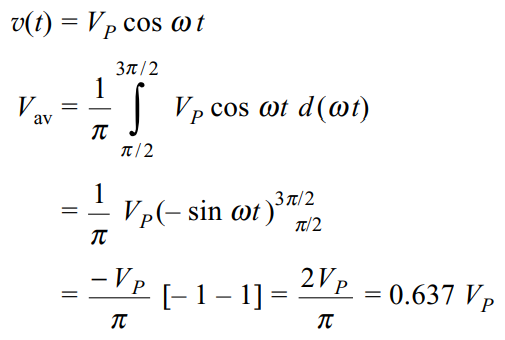 v(t) = V_P cos ωt
V_av = 1/π ∫_{π/2}^{3π/2} V_P cos ωt d(ωt)
= 1/π V_P(– sin ωt)^{3π/2}_{π/2}
= –V_P/π [– 1 – 1] = 2V_P/π = 0.637 V_P